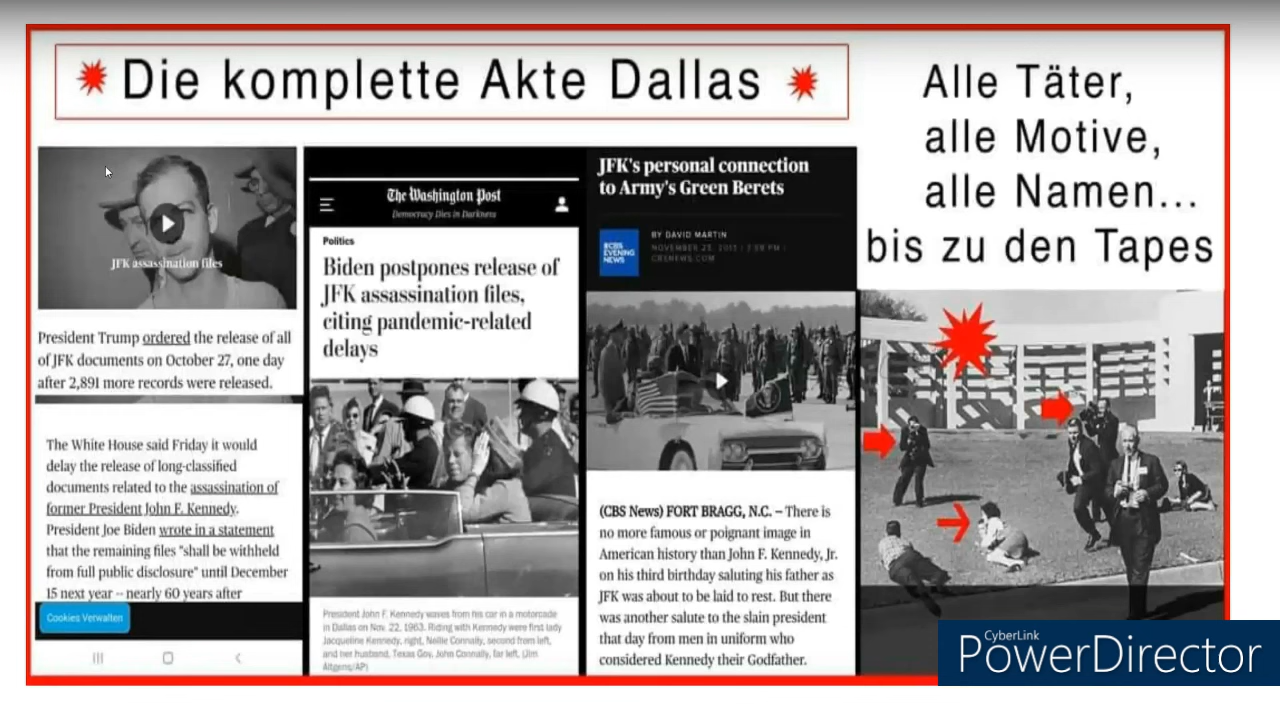 Die komplette Akte Dallas
Alle Täter,
alle Motive,
alle Namen...
bis zu den Tapes
JFK assassination files
President Trump ordered the release of all
of JFK documents on October 27, one day
after 2,891 more records were released.
The White House said Friday it would
delay the release of long-classified
documents related to the assassination of
former President John F. Kennedy.
President Joe Biden wrote in a statement
that the remaining files "shall be withheld
from full public disclosure" until December
15 next year -- nearly 60 years after
Cookies Verwalten
The Washington Post
Democracy Dies in Darkness
Politics
Biden postpones release of
JFK assassination files,
citing pandemic-related
delays
President John F. Kennedy waves from his car in a motorcade
in Dallas on Nov. 22, 1963. Riding with Kennedy were first lady
Jacqueline Kennedy, right, Nellie Connally, second from left,
and her husband, Texas Gov. John Connally, far left. (Jim
Altgens/AP)
JFK's personal connection
to Army's Green Berets
CBS
EVENING
NEWS
BY DAVID MARTIN
CBSNEWS.COM
(CBS News) FORT BRAGG, N.C. – There is
no more famous or poignant image in
American history than John F. Kennedy, Jr.
on his third birthday saluting his father as
JFK was about to be laid to rest. But there
was another salute to the slain president
that day from men in uniform who
considered Kennedy their Godfather.
CyberLink
PowerDirector